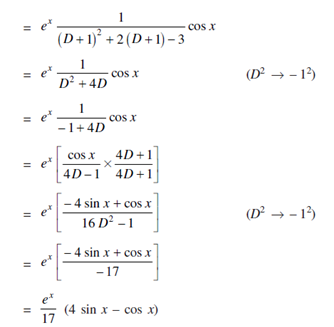 = e^x 1/((D+1)^2 + 2(D+1) − 3) cos x
= e^x 1/(D^2 + 4D) cos x (D^2 → − 1^2)
= e^x 1/(− 1 + 4D) cos x
= e^x [cos x/(4D − 1) × (4D + 1)/(4D + 1)]
= e^x [(− 4 sin x + cos x)/(16 D^2 − 1)] (D^2 → − 1^2)
= e^x [(− 4 sin x + cos x)/(− 17)]
= e^x/17 (4 sin x − cos x)